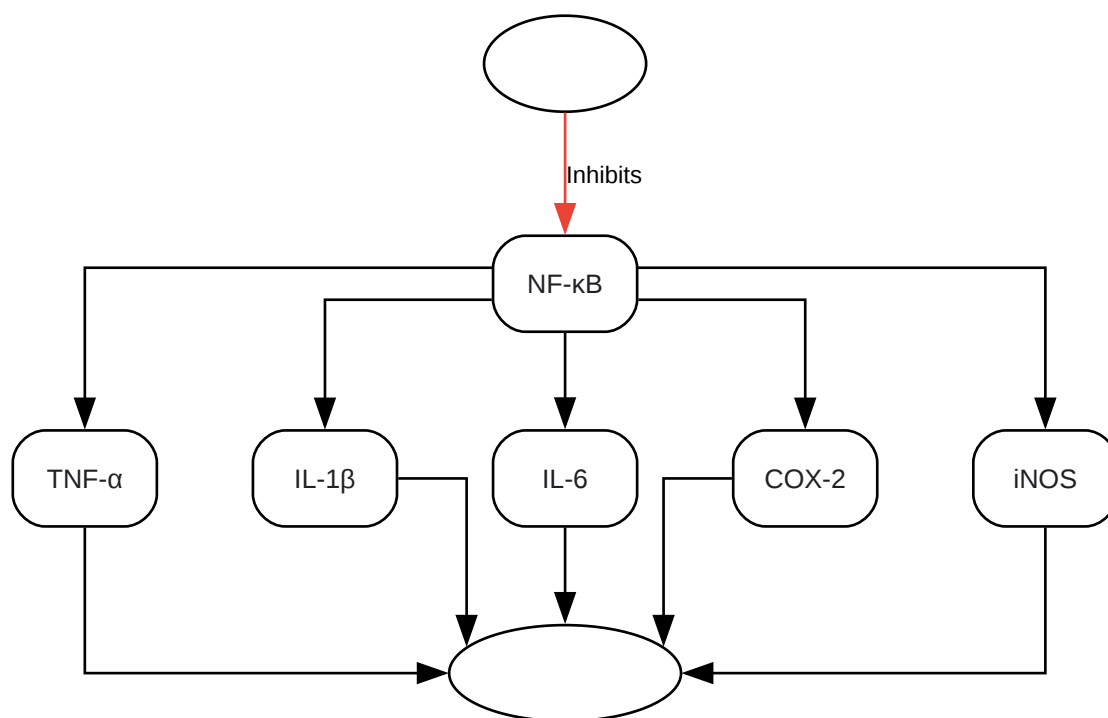 Inhibits
NF-κB
TNF-α
IL-1β
IL-6
COX-2
iNOS